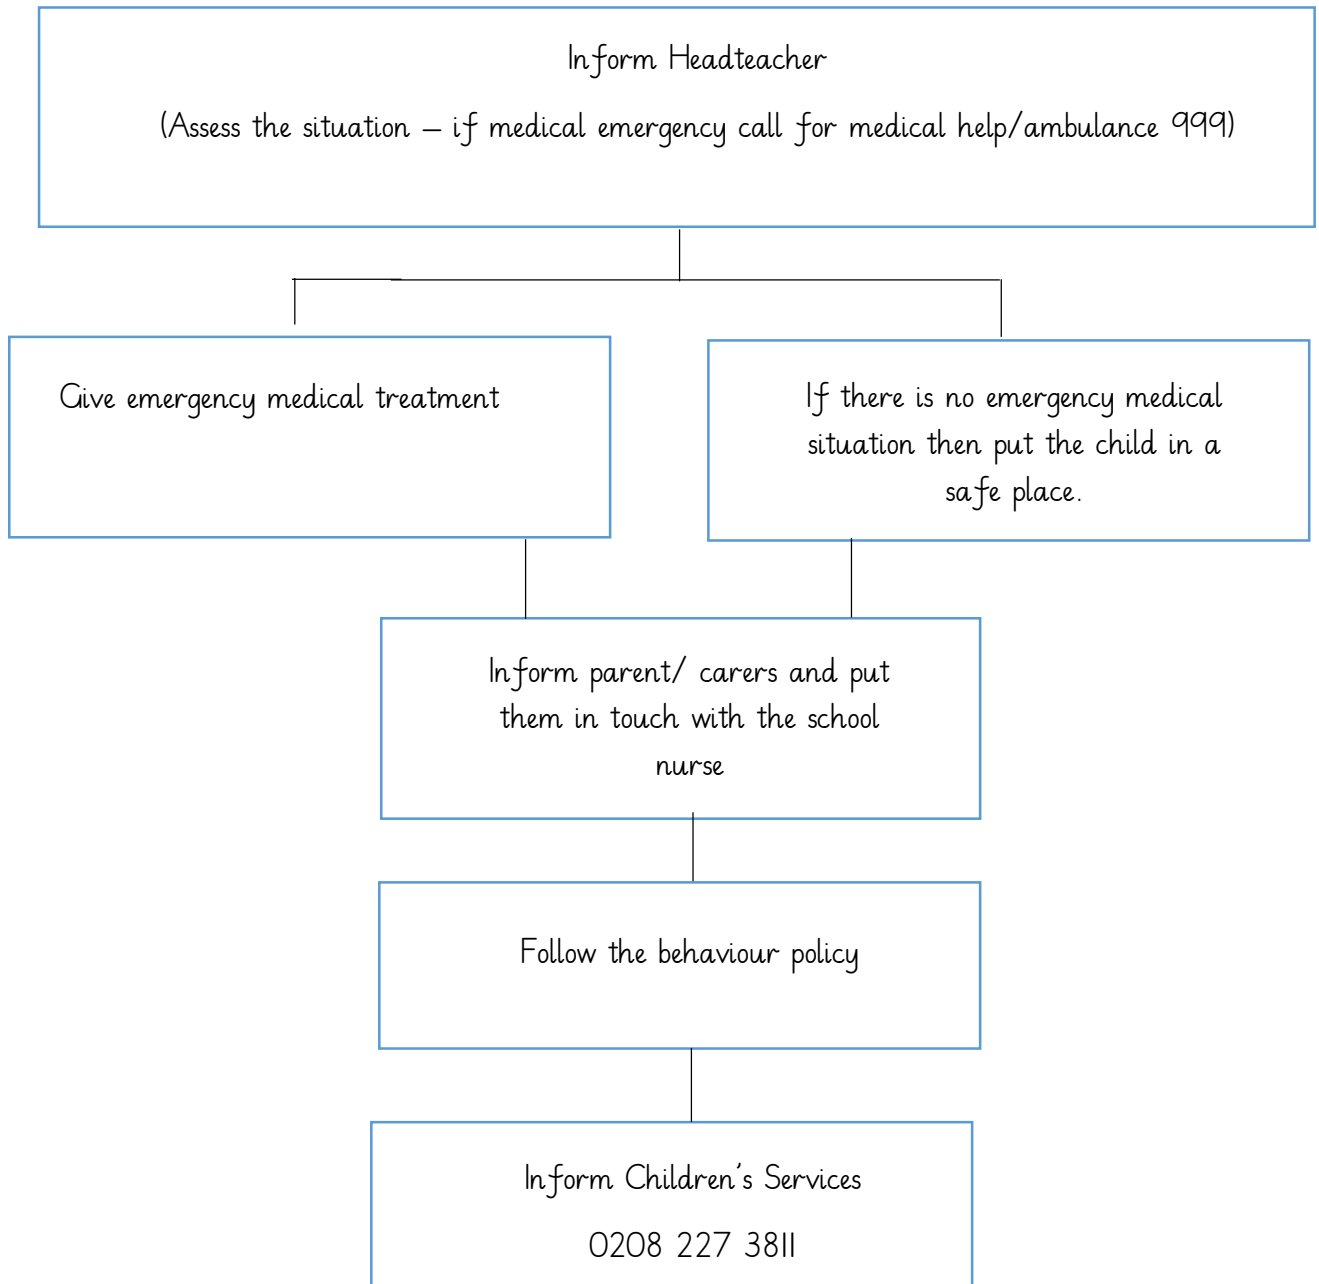 Inform Headteacher
(Assess the situation – if medical emergency call for medical help/ambulance 999)
Give emergency medical treatment
If there is no emergency medical
situation then put the child in a
safe place.
Inform parent/ carers and put
them in touch with the school
nurse
Follow the behaviour policy
Inform Children's Services
0208 227 3811